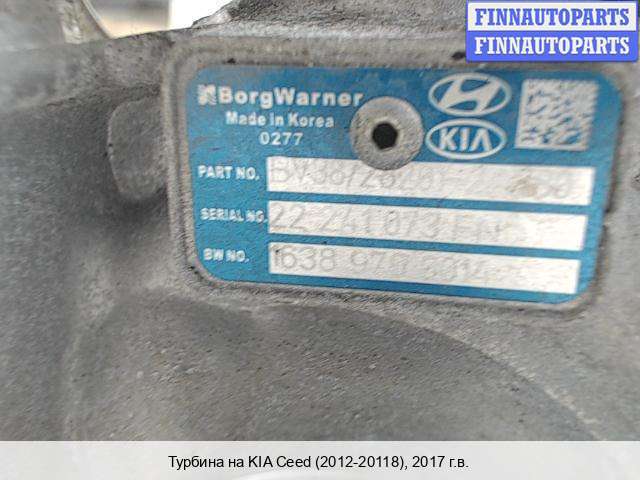 FINNAUTOPARTS
FINNAUTOPARTS
BorgWarner
Made in Korea
0277
KIA
PART NO.
SERIAL NO.
BW NO. 1638
Турбина на KIA Ceed (2012-20118), 2017 г.в.